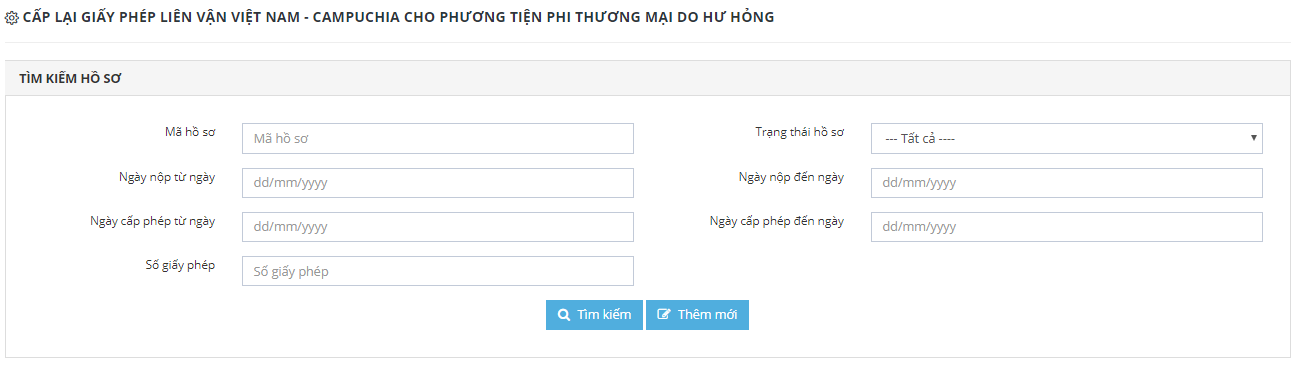 CẤP LẠI GIẤY PHÉP LIÊN VẬN VIỆT NAM - CAMPUCHIA CHO PHƯƠNG TIỆN PHI THƯƠNG MẠI DO HƯ HỎNG
TÌM KIẾM HỒ SƠ
Mã hồ sơ Mã hồ sơ Trạng thái hồ sơ --- Tất cả ----
Ngày nộp từ ngày dd/mm/yyyy Ngày nộp đến ngày dd/mm/yyyy
Ngày cấp phép từ ngày dd/mm/yyyy Ngày cấp phép đến ngày dd/mm/yyyy
Số giấy phép Số giấy phép
Tìm kiếm Thêm mới